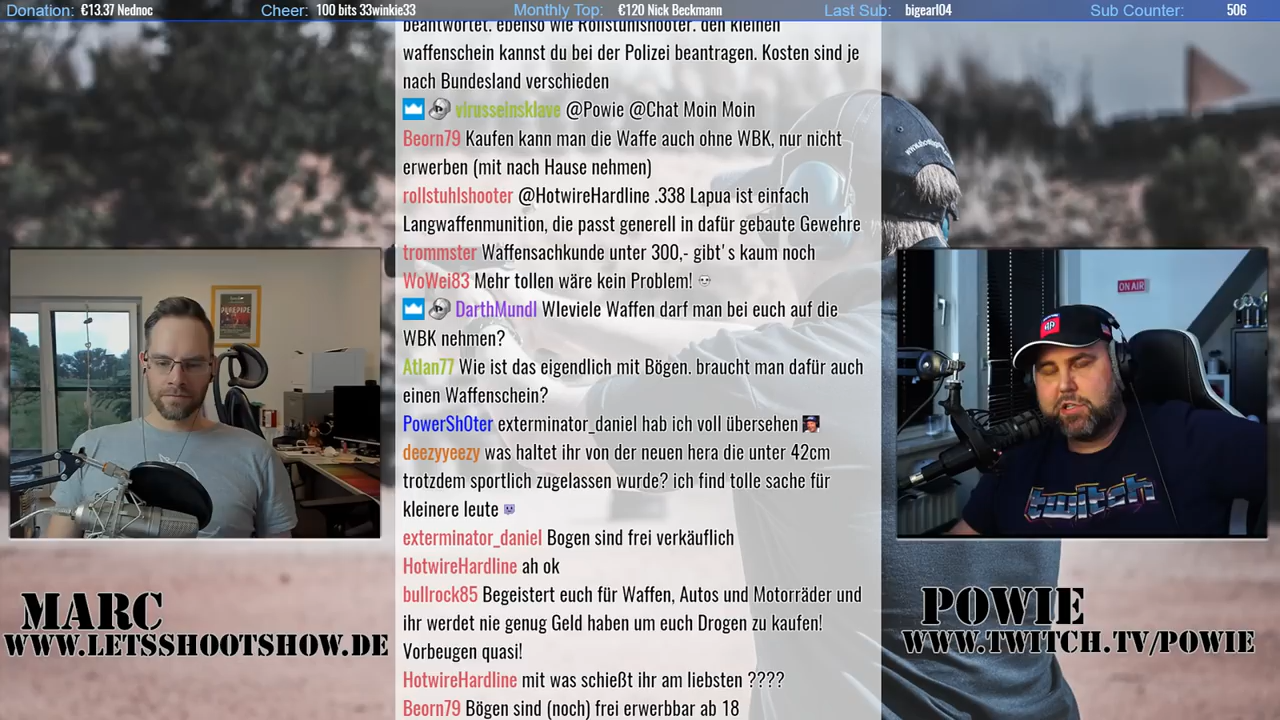 Donation: €13.37 Nednoc Cheer: 100 bits 33winkie33 Monthly Top: €120 Nick Beckmann Last Sub: bigearl04 Sub Counter: 506
beantwortet. ebenso wie Rollstuhlshooter. den kleinen
waffenschein kannst du bei der Polizei beantragen. Kosten sind je
nach Bundesland verschieden
virusseinsklave @Powie @Chat Moin Moin
Beorn79 Kaufen kann man die Waffe auch ohne WBK, nur nicht
erwerben (mit nach Hause nehmen)
rollstuhlshooter @HotwireHardline .338 Lapua ist einfach
Langwaffenmunition, die passt generell in dafür gebaute Gewehre
trommster Waffensachkunde unter 300,- gibt's kaum noch
WoWei83 Mehr tollen wäre kein Problem!
DarthMundl WIeviele Waffen darf man bei euch auf die
WBK nehmen?
Atlan77 Wie ist das eigendlich mit Bögen. braucht man dafür auch
einen Waffenschein?
PowerSh0ter exterminator_daniel hab ich voll übersehen
deezyyeezy was haltet ihr von der neuen hera die unter 42cm
trotzdem sportlich zugelassen wurde? ich find tolle sache für
kleinere leute
exterminator_daniel Bogen sind frei verkäuflich
HotwireHardline ah ok
bullrock85 Begeistert euch für Waffen, Autos und Motorräder und
ihr werdet nie genug Geld haben um euch Drogen zu kaufen!
Vorbeugen quasi!
HotwireHardline mit was schießt ihr am liebsten ????
Beorn79 Bögen sind (noch) frei erwerbbar ab 18
MARC
WWW.LETSSHOOTSHOW.DE
ON AIR
twitch
POWIE
WWW.TWITCH.TV/POWIE